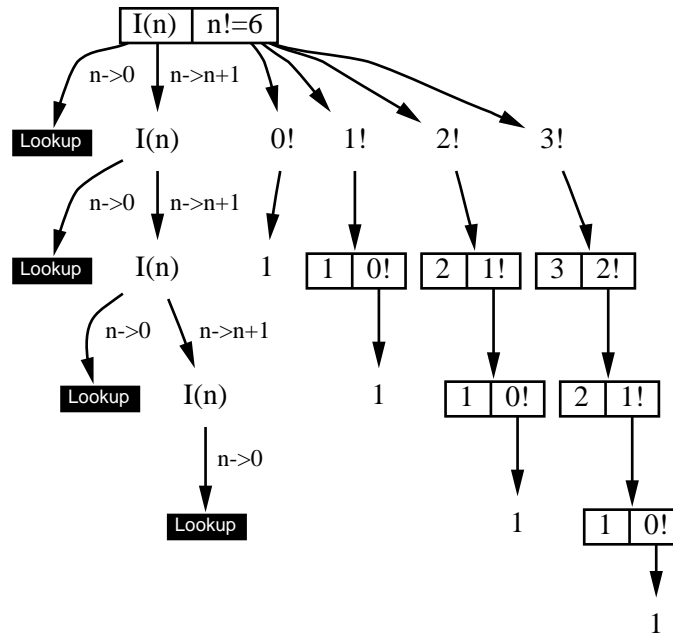 I(n) n!=6
n->0 n->n+1
Lookup I(n) 0! 1! 2! 3!
n->0 n->n+1
Lookup I(n) 1 1 0! 2 1! 3 2!
n->0 n->n+1
Lookup I(n) 1 1 0! 2 1!
n->0
Lookup 1 1 0!
1